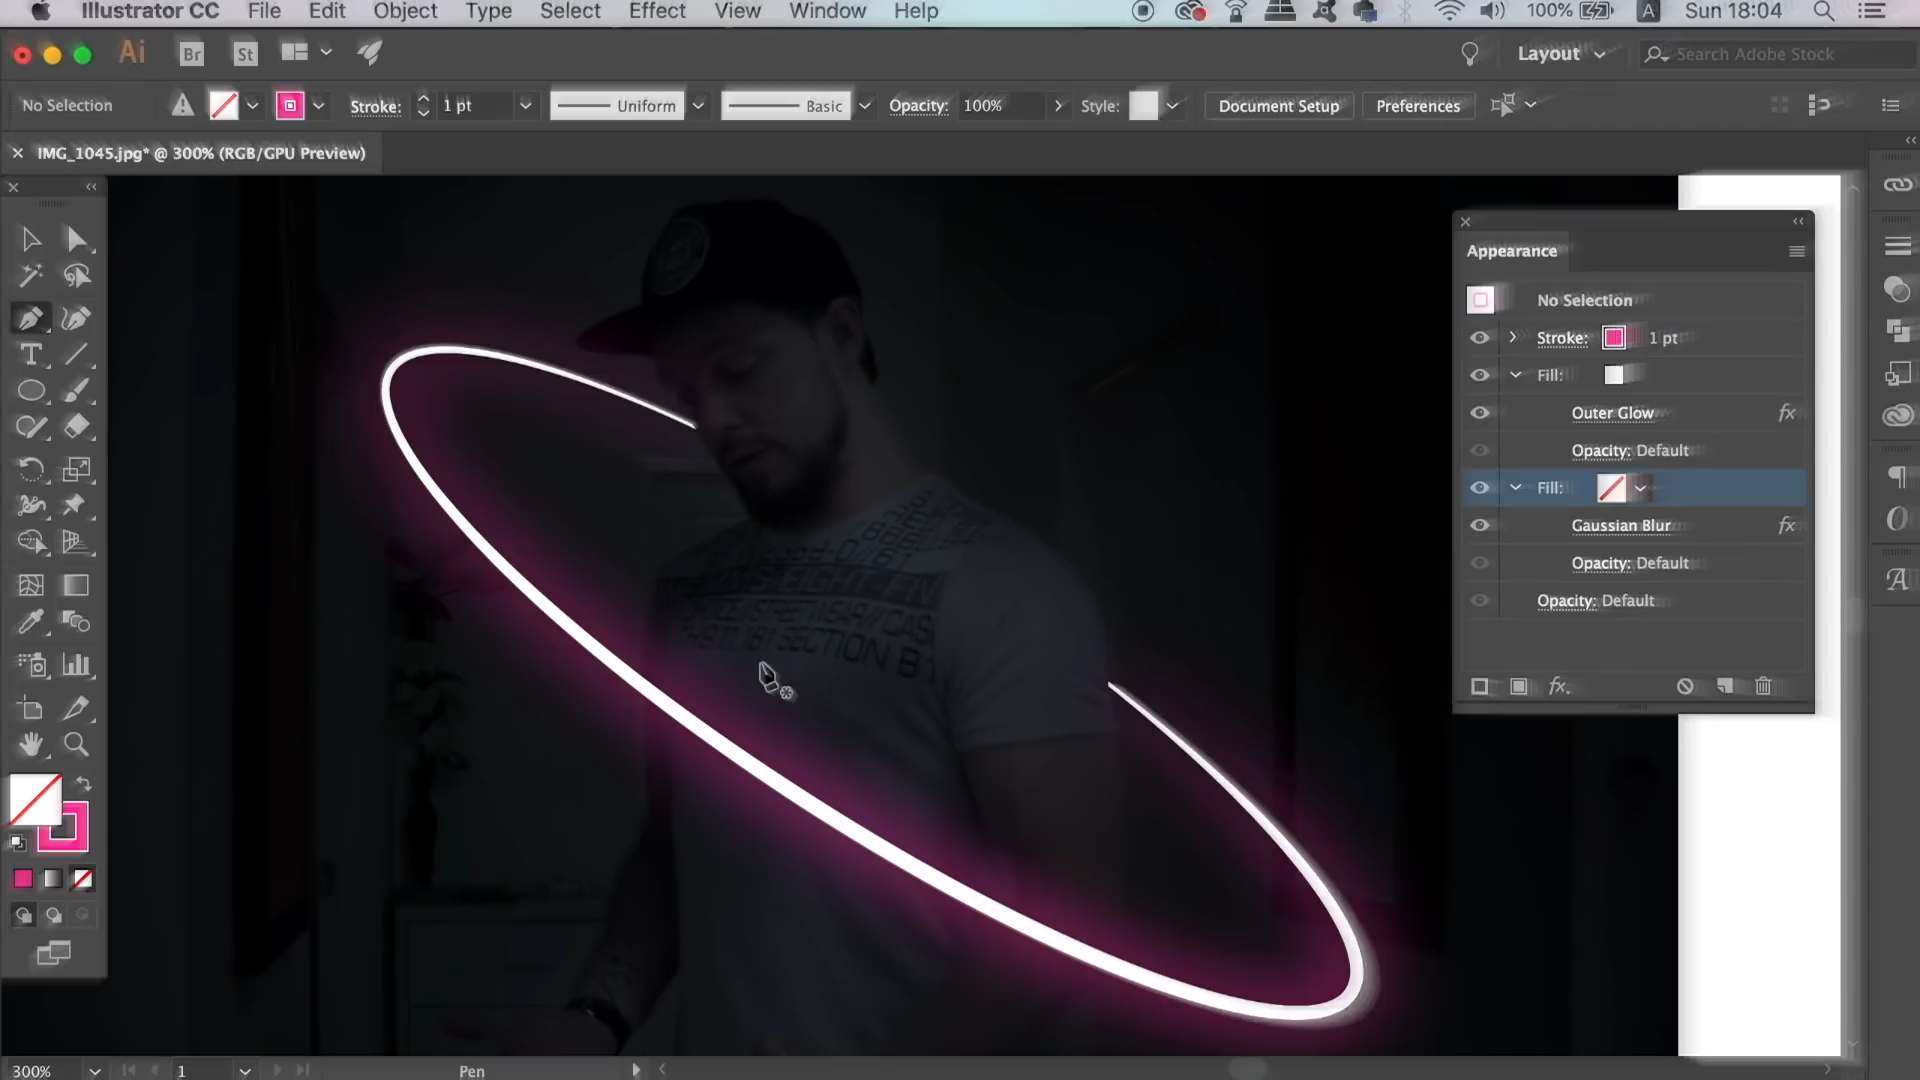 Illustrator CC File Edit Object Type Select Effect View Window Help 100% A Sun 18:04
Ai Br St Layout Search Adobe Stock
No Selection Stroke: 1 pt Uniform Basic Opacity: 100% Style: Document Setup Preferences
IMG_1045.jpg* @ 300% (RGB/GPU Preview)
Appearance
No Selection
Stroke: 1 pt
Fill:
Outer Glow fx
Opacity: Default
Fill:
Gaussian Blur fx
Opacity: Default
Opacity: Default
fx.
SECTION
300% 1 Pen